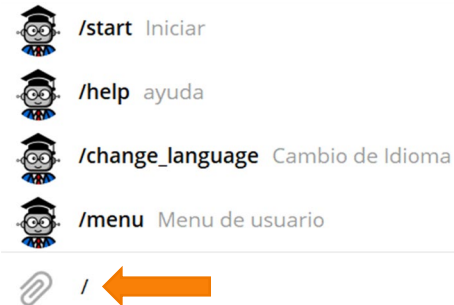 /start Iniciar
/help ayuda
/change_language Cambio de Idioma
/menu Menu de usuario
/